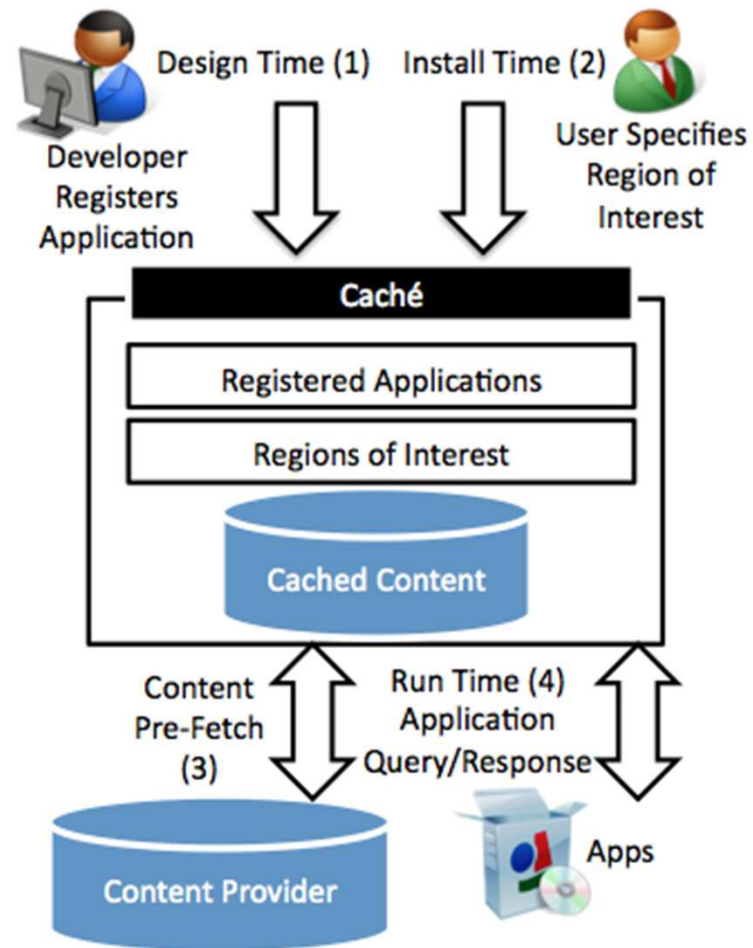 Design Time (1)
Install Time (2)
Developer
Registers
Application
User Specifies
Region of
Interest
Caché
Registered Applications
Regions of Interest
Cached Content
Content
Pre-Fetch
(3)
Run Time (4)
Application
Query/Response
Content Provider
Apps